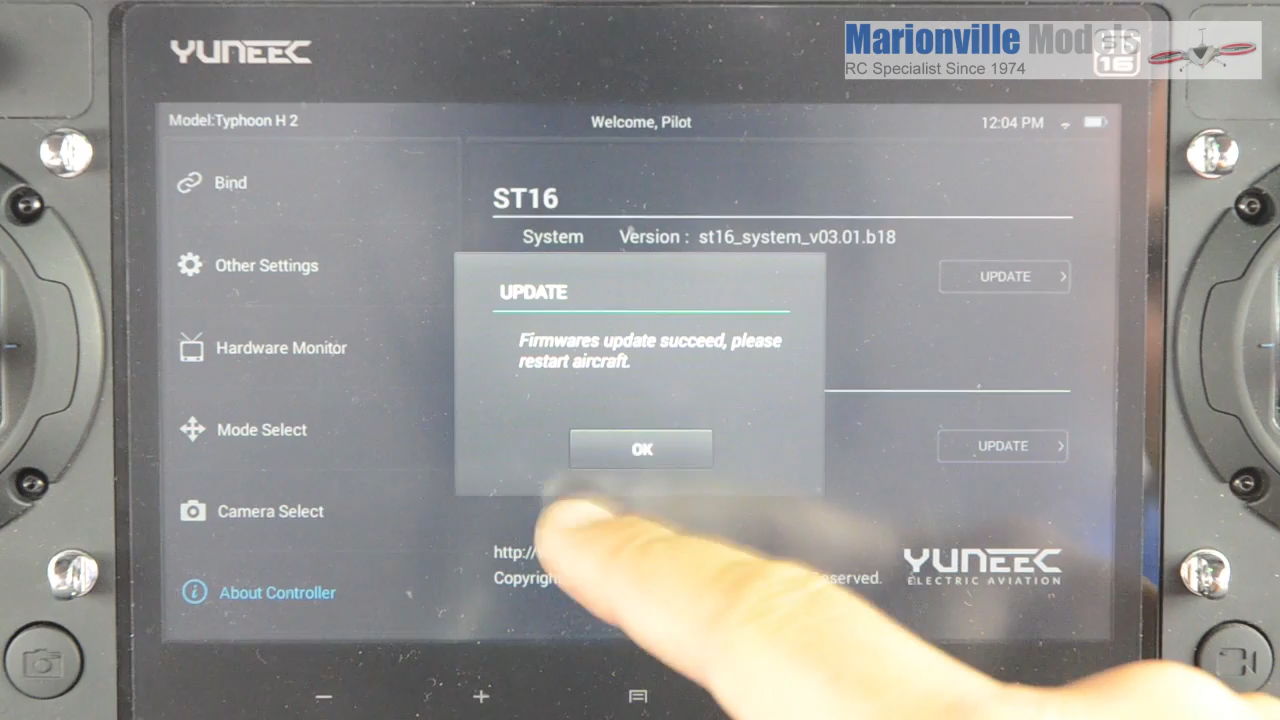 YUNEEC
Marionville Models
RC Specialist Since 1974
ST
16
Model:Typhoon H 2
Welcome, Pilot
12:04 PM
Bind
Other Settings
Hardware Monitor
Mode Select
Camera Select
About Controller
ST16
System Version : st16_system_v03.01.b18
UPDATE
UPDATE
Firmwares update succeed, please
restart aircraft.
OK
UPDATE
http:/
YUNEEC
ELECTRIC AVIATION